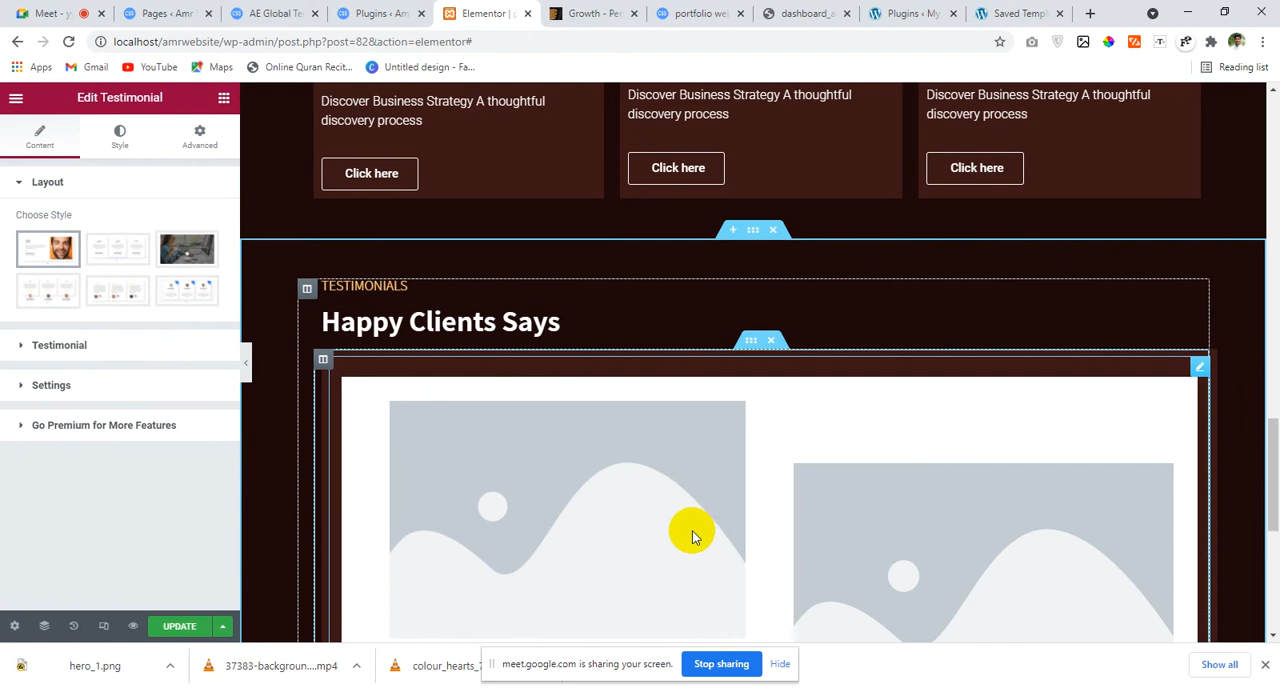 Meet - yy
Pages ‹ Amr
AE Global Te
Plugins ‹ Am
Elementor | p
Growth - Per
portfolio wel
dashboard_a
Plugins ‹ My
Saved Templ
localhost/amrwebsite/wp-admin/post.php?post=82&action=elementor#
Apps
Gmail
YouTube
Maps
Online Quran Recit...
Untitled design - Fa...
Reading list
Edit Testimonial
Content
Style
Advanced
Layout
Choose Style
Testimonial
Settings
Go Premium for More Features
UPDATE
Discover Business Strategy A thoughtful
discovery process
Click here
Discover Business Strategy A thoughtful
discovery process
Click here
Discover Business Strategy A thoughtful
discovery process
Click here
TESTIMONIALS
Happy Clients Says
hero_1.png
37383-backgroun....mp4
colour_hearts_
meet.google.com is sharing your screen.
Stop sharing
Hide
Show all